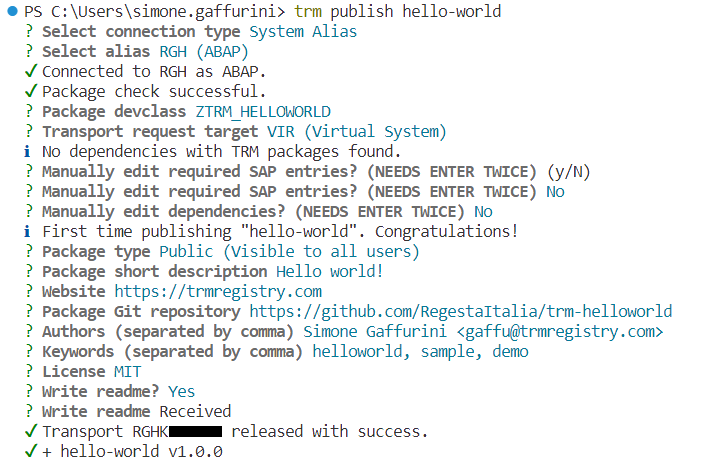 PS C:\Users\simone.gaffurini> trm publish hello-world
? Select connection type System Alias
? Select alias RGH (ABAP)
✓ Connected to RGH as ABAP.
✓ Package check successful.
? Package devclass ZTRM_HELLOWORLD
? Transport request target VIR (Virtual System)
i No dependencies with TRM packages found.
? Manually edit required SAP entries? (NEEDS ENTER TWICE) (y/N)
? Manually edit required SAP entries? (NEEDS ENTER TWICE) No
? Manually edit dependencies? (NEEDS ENTER TWICE) No
i First time publishing "hello-world". Congratulations!
? Package type Public (Visible to all users)
? Package short description Hello world!
? Website https://trmregistry.com
? Package Git repository https://github.com/RegestaItalia/trm-helloworld
? Authors (separated by comma) Simone Gaffurini <gaffu@trmregistry.com>
? Keywords (separated by comma) helloworld, sample, demo
? License MIT
? Write readme? Yes
? Write readme Received
✓ Transport RGHK released with success.
✓ + hello-world v1.0.0